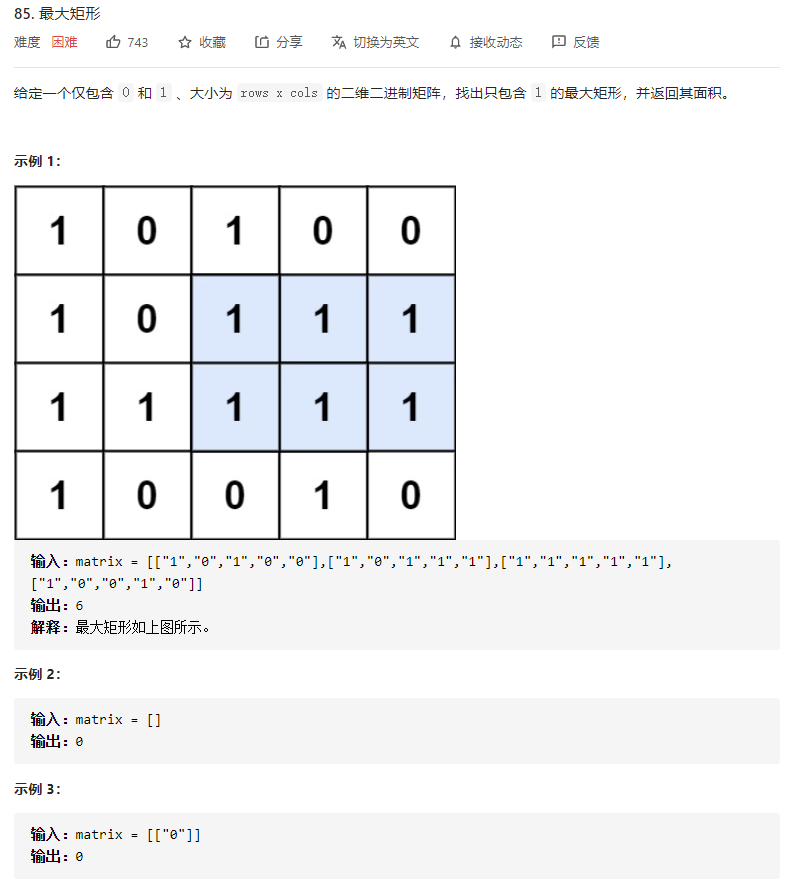 85. 最大矩形
难度 困难 743 收藏 分享 切换为英文 接收动态 反馈
给定一个仅包含 0 和 1 、大小为 rows x cols 的二维二进制矩阵，找出只包含 1 的最大矩形，并返回其面积。
示例 1：
1 0 1 0 0
1 0 1 1 1
1 1 1 1 1
1 0 0 1 0
输入：matrix = [["1","0","1","0","0"],["1","0","1","1","1"],["1","1","1","1","1"],
["1","0","0","1","0"]]
输出：6
解释：最大矩形如上图所示。
示例 2：
输入：matrix = []
输出：0
示例 3：
输入：matrix = [["0"]]
输出：0